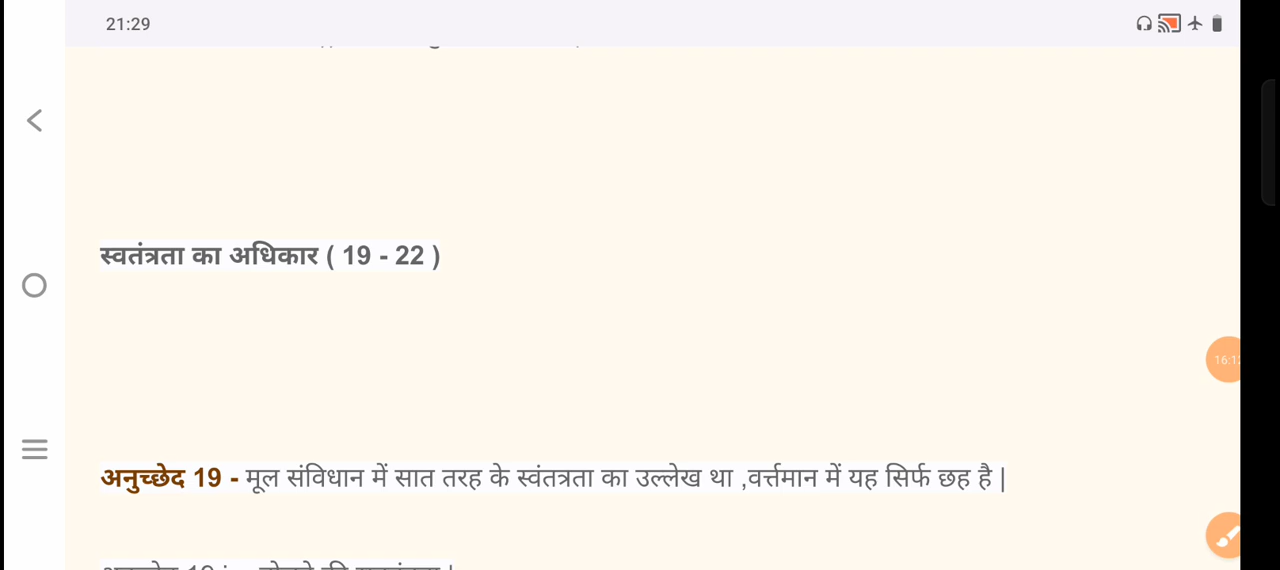 21:29
स्वतंत्रता का अधिकार ( 19 - 22 )
अनुच्छेद 19 - मूल संविधान में सात तरह के स्वंतत्रता का उल्लेख था ,वर्त्तमान में यह सिर्फ छह है |